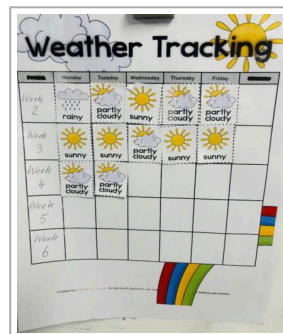 Weather Tracking
Monday Tuesday Wednesday Thursday Friday
Week 2 rainy partly cloudy sunny partly cloudy partly cloudy
Week 3 sunny sunny partly cloudy sunny sunny
Week 4 partly cloudy partly cloudy
Week 5
Week 6